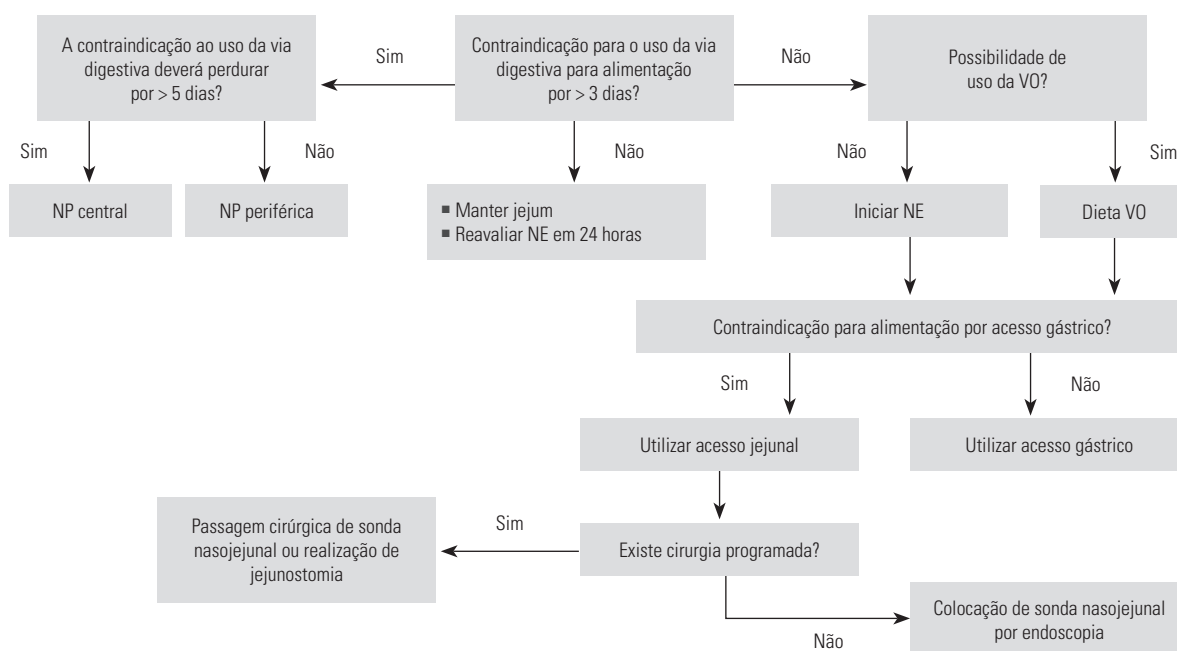 A contraindicação ao uso da via
digestiva deverá perdurar
por > 5 dias?
Sim
Contraindicação para o uso da via
digestiva para alimentação
por > 3 dias?
Não
Possibilidade de
uso da VO?
Sim
Não
Não
Não
Sim
NP central
NP periférica
▪ Manter jejum
▪ Reavaliar NE em 24 horas
Iniciar NE
Dieta VO
Contraindicação para alimentação por acesso gástrico?
Sim
Não
Utilizar acesso jejunal
Utilizar acesso gástrico
Passagem cirúrgica de sonda
nasojejunal ou realização de
jejunostomia
Sim
Existe cirurgia programada?
Não
Colocação de sonda nasojejunal
por endoscopia